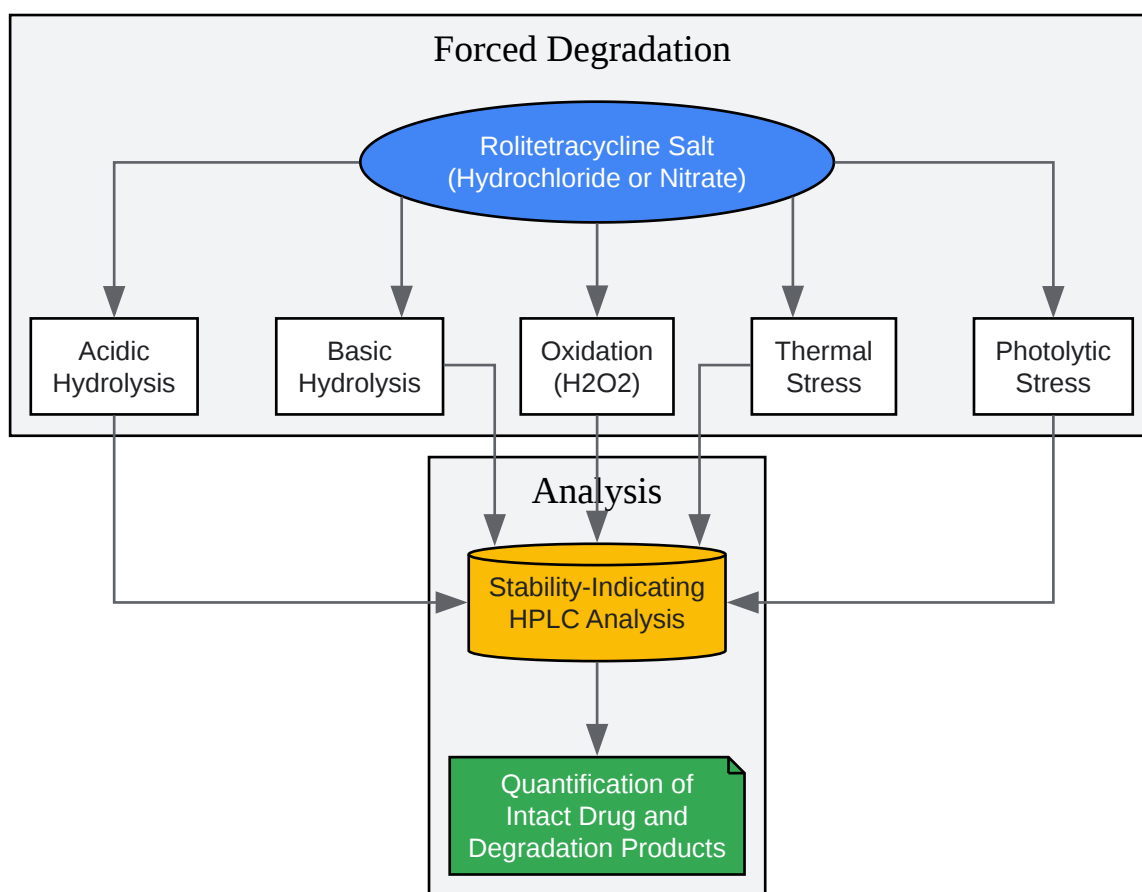 Forced Degradation
Rolitetracycline Salt
(Hydrochloride or Nitrate)
Acidic
Hydrolysis
Basic
Hydrolysis
Oxidation
(H2O2)
Thermal
Stress
Photolytic
Stress
Analysis
Stability-Indicating
HPLC Analysis
Quantification of
Intact Drug and
Degradation Products